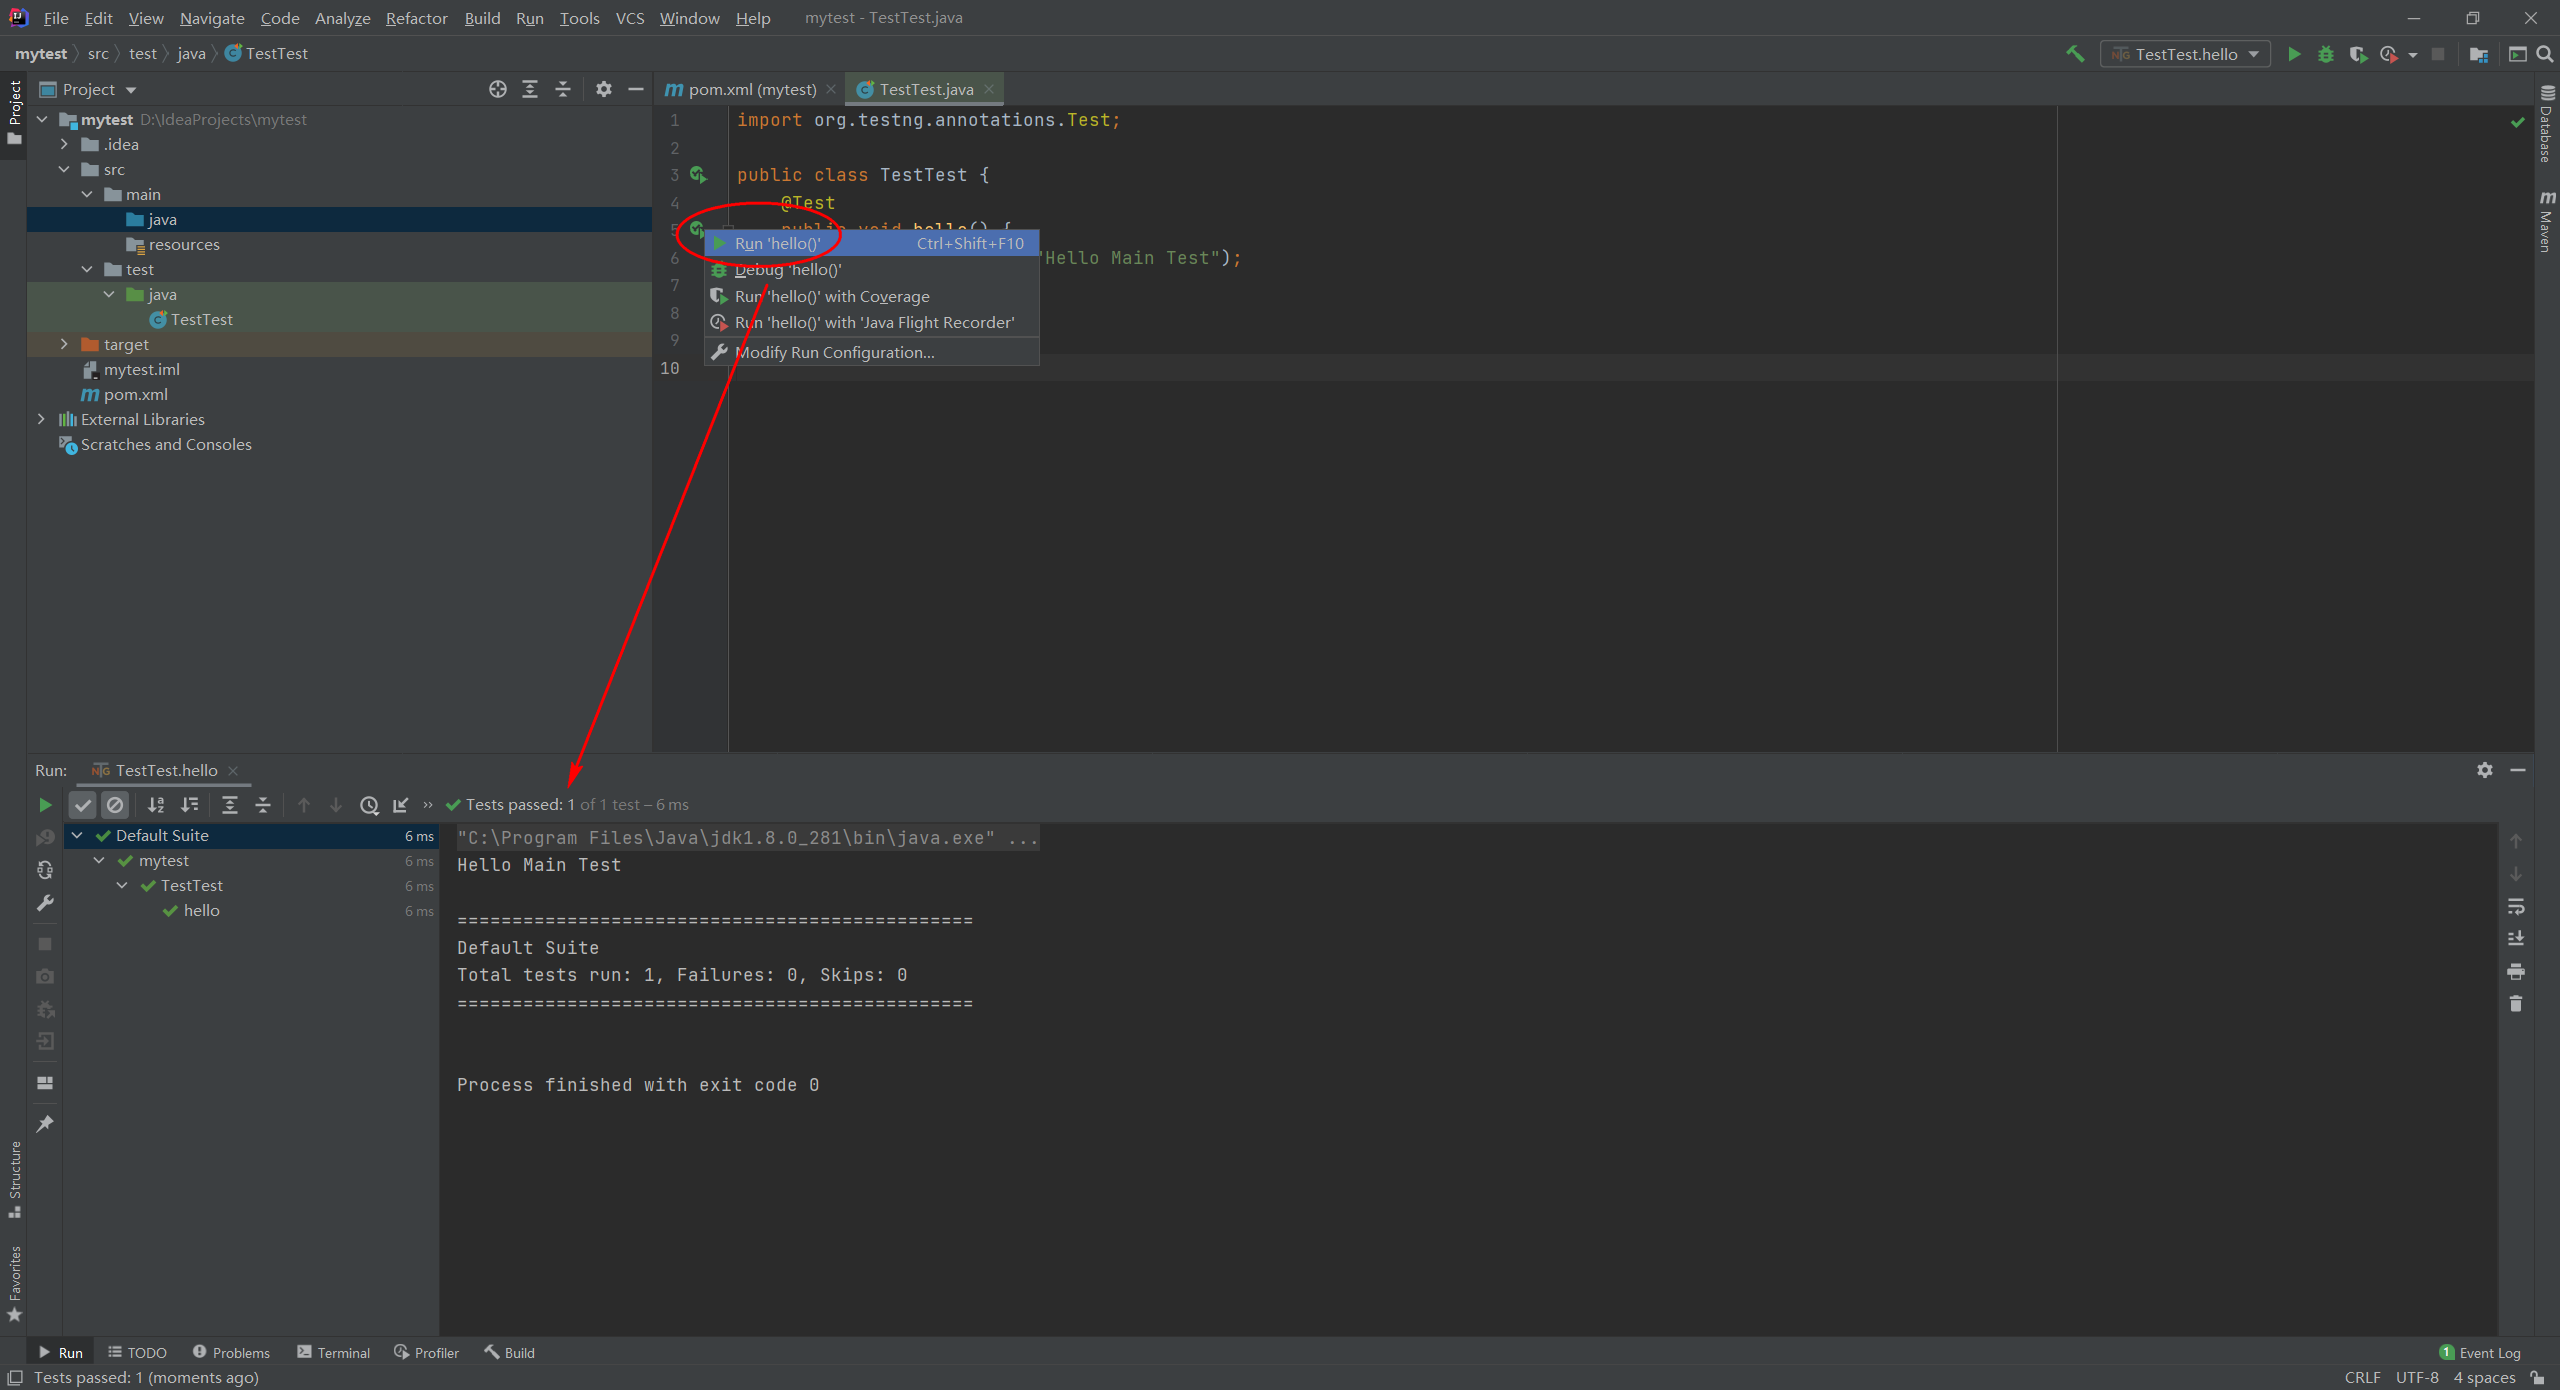 File Edit View Navigate Code Analyze Refactor Build Run Tools VCS Window Help mytest - TestTest.java
mytest src test java TestTest
TestTest.hello
Project
Project
pom.xml (mytest)
TestTest.java
mytest D:\IdeaProjects\mytest
.idea
src
main
java
resources
test
java
TestTest
target
mytest.iml
pom.xml
External Libraries
Scratches and Consoles
1 import org.testng.annotations.Test;
2
3 public class TestTest {
4 @Test
5 public void hello() {
6 "Hello Main Test");
7
8
9
10
Run 'hello()' Ctrl+Shift+F10
Debug 'hello()'
Run 'hello()' with Coverage
Run 'hello()' with 'Java Flight Recorder'
Modify Run Configuration...
Database
Maven
Run: TestTest.hello
Tests passed: 1 of 1 test – 6 ms
Default Suite 6 ms
mytest 6 ms
TestTest 6 ms
hello 6 ms
"C:\Program Files\Java\jdk1.8.0_281\bin\java.exe" ...
Hello Main Test
===============================================
Default Suite
Total tests run: 1, Failures: 0, Skips: 0
===============================================
Process finished with exit code 0
Structure
Favorites
Run TODO Problems Terminal Profiler Build 1 Event Log
Tests passed: 1 (moments ago) CRLF UTF-8 4 spaces